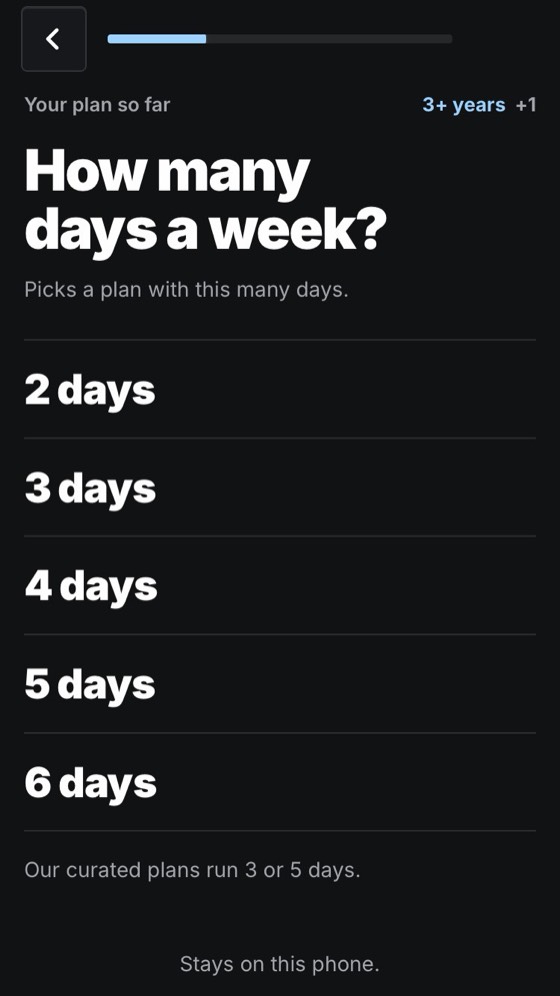 Your plan so far
3+ years +1
How many
days a week?
Picks a plan with this many days.
2 days
3 days
4 days
5 days
6 days
Our curated plans run 3 or 5 days.
Stays on this phone.